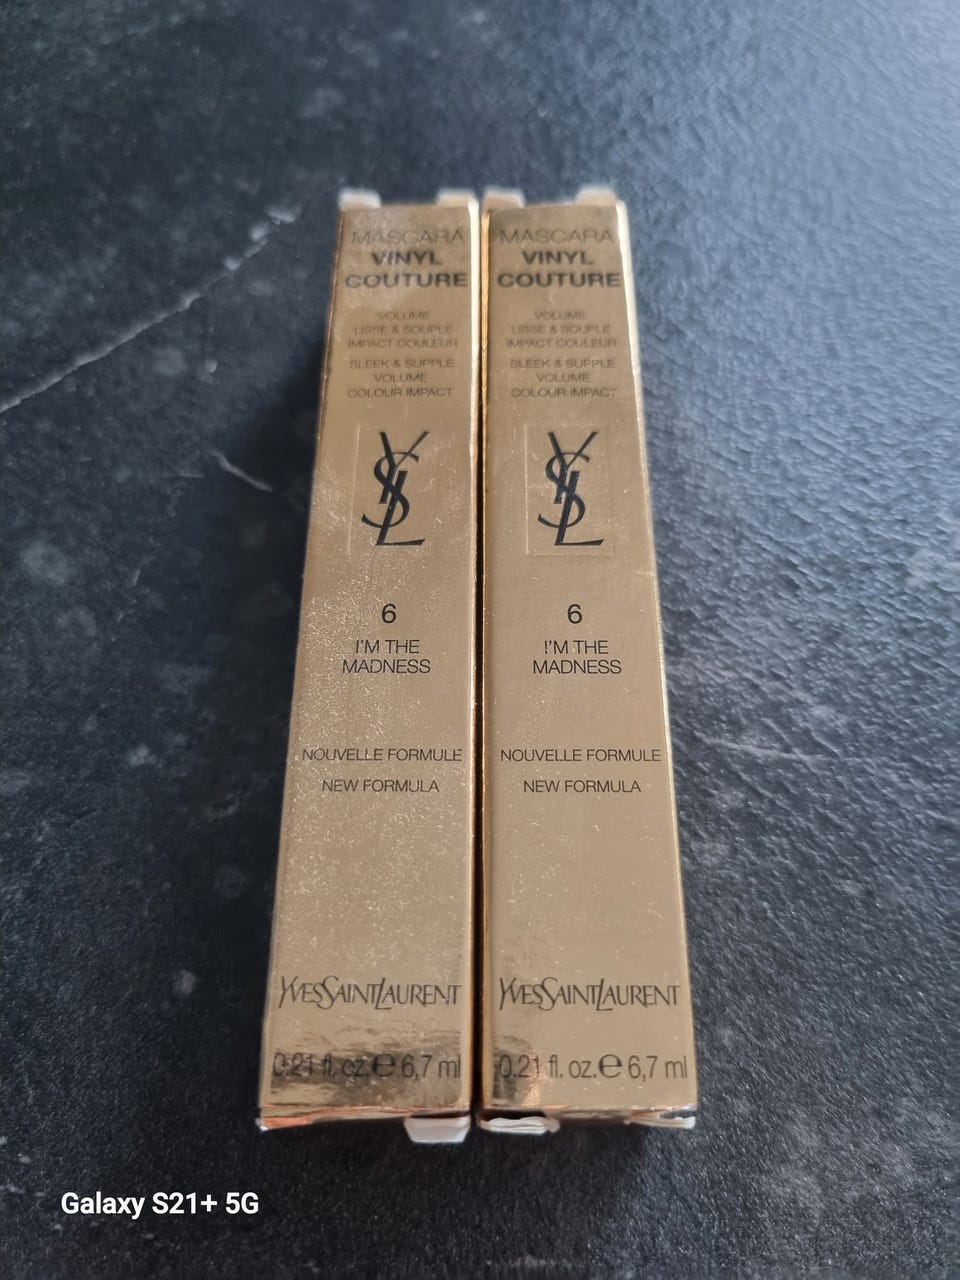 MASCARA
VINYL
COUTURE
VOLUME
LISSE & SOUPLE
IMPACT COULEUR
SLEEK & SUPPLE
VOLUME
COLOUR IMPACT
YSL
6
I'M THE
MADNESS
NOUVELLE FORMULE
NEW FORMULA
YVESSAINTLAURENT
0.21 fl. oz.℮ 6,7 ml
MASCARA
VINYL
COUTURE
VOLUME
LISSE & SOUPLE
IMPACT COULEUR
SLEEK & SUPPLE
VOLUME
COLOUR IMPACT
YSL
6
I'M THE
MADNESS
NOUVELLE FORMULE
NEW FORMULA
YVESSAINTLAURENT
0.21 fl. oz.℮ 6,7 ml
Galaxy S21+ 5G